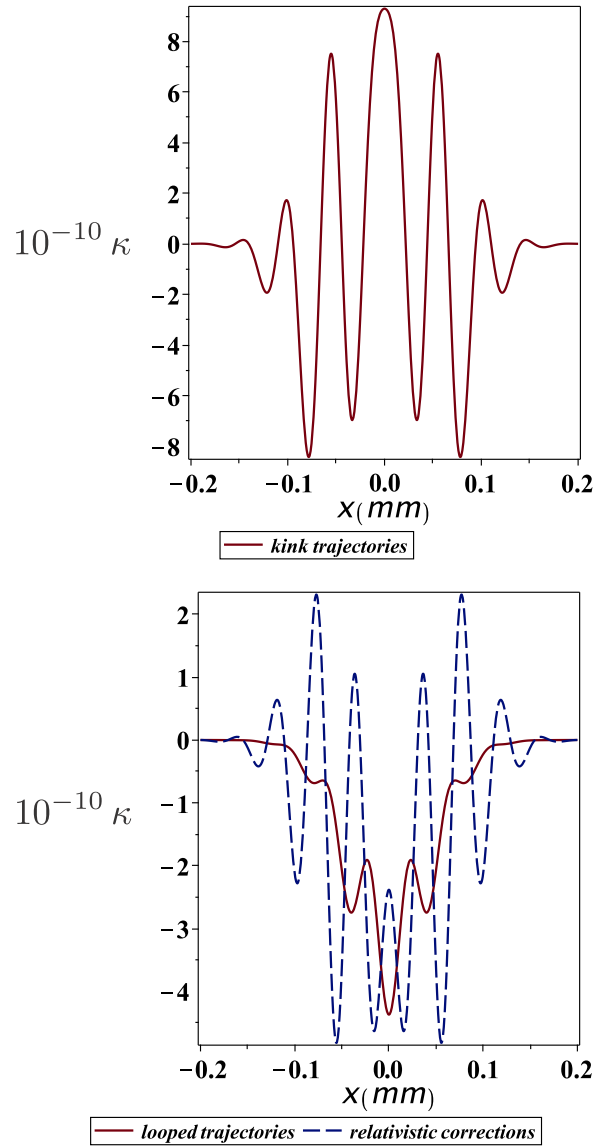 8
6
4
2
0
−2
−4
−6
−8
10⁻¹⁰ κ
−0.2 −0.1 0.0 0.1 0.2
x(mm)
kink trajectories
2
1
0
−1
−2
−3
−4
10⁻¹⁰ κ
−0.2 −0.1 0.0 0.1 0.2
x(mm)
looped trajectories relativistic corrections